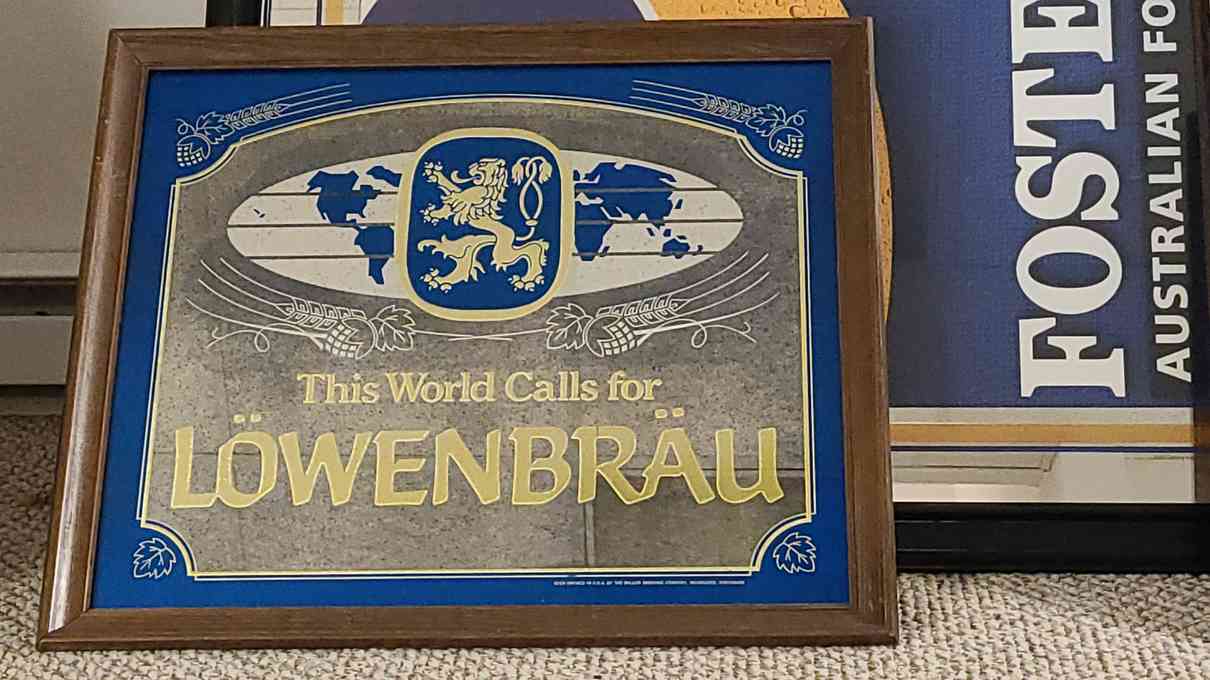 This World Calls for
LÖWENBRÄU
FOSTE
AUSTRALIAN FO